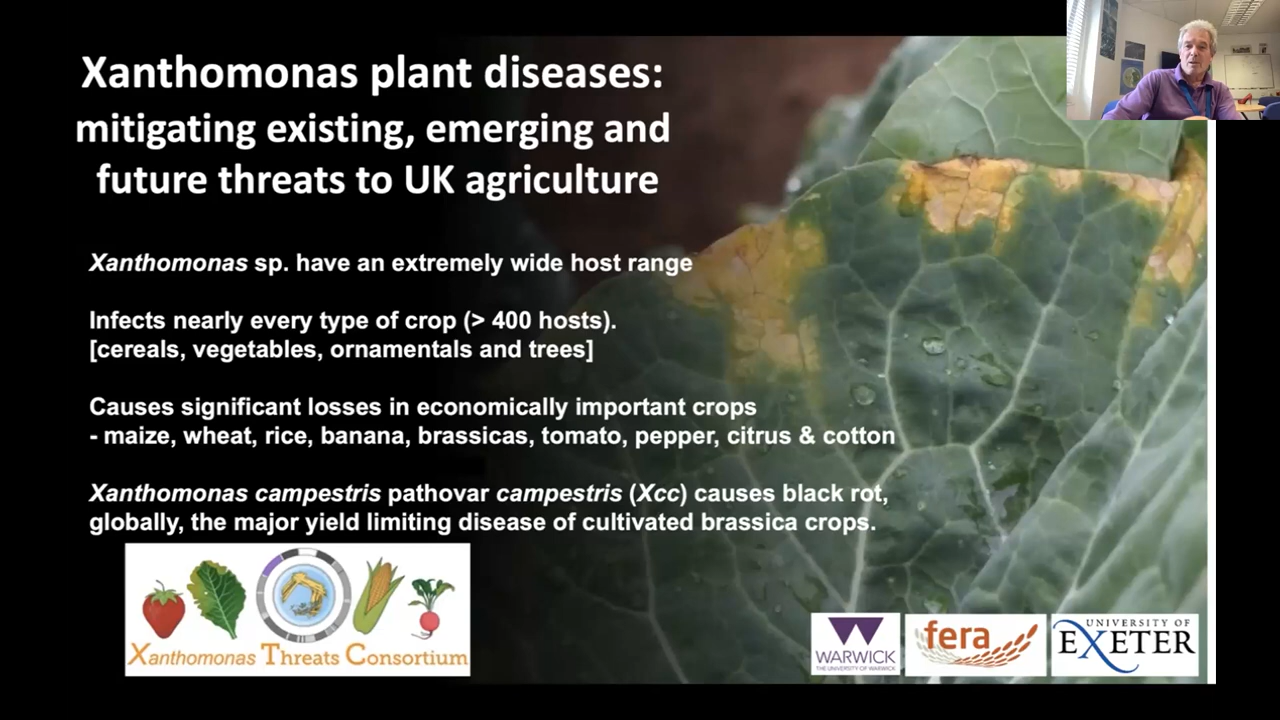 Xanthomonas plant diseases:
mitigating existing, emerging and
future threats to UK agriculture
Xanthomonas sp. have an extremely wide host range
Infects nearly every type of crop (> 400 hosts).
[cereals, vegetables, ornamentals and trees]
Causes significant losses in economically important crops
- maize, wheat, rice, banana, brassicas, tomato, pepper, citrus & cotton
Xanthomonas campestris pathovar campestris (Xcc) causes black rot,
globally, the major yield limiting disease of cultivated brassica crops.
Xanthomonas Threats Consortium
WARWICK
THE UNIVERSITY OF WARWICK
fera
UNIVERSITY OF
EXETER